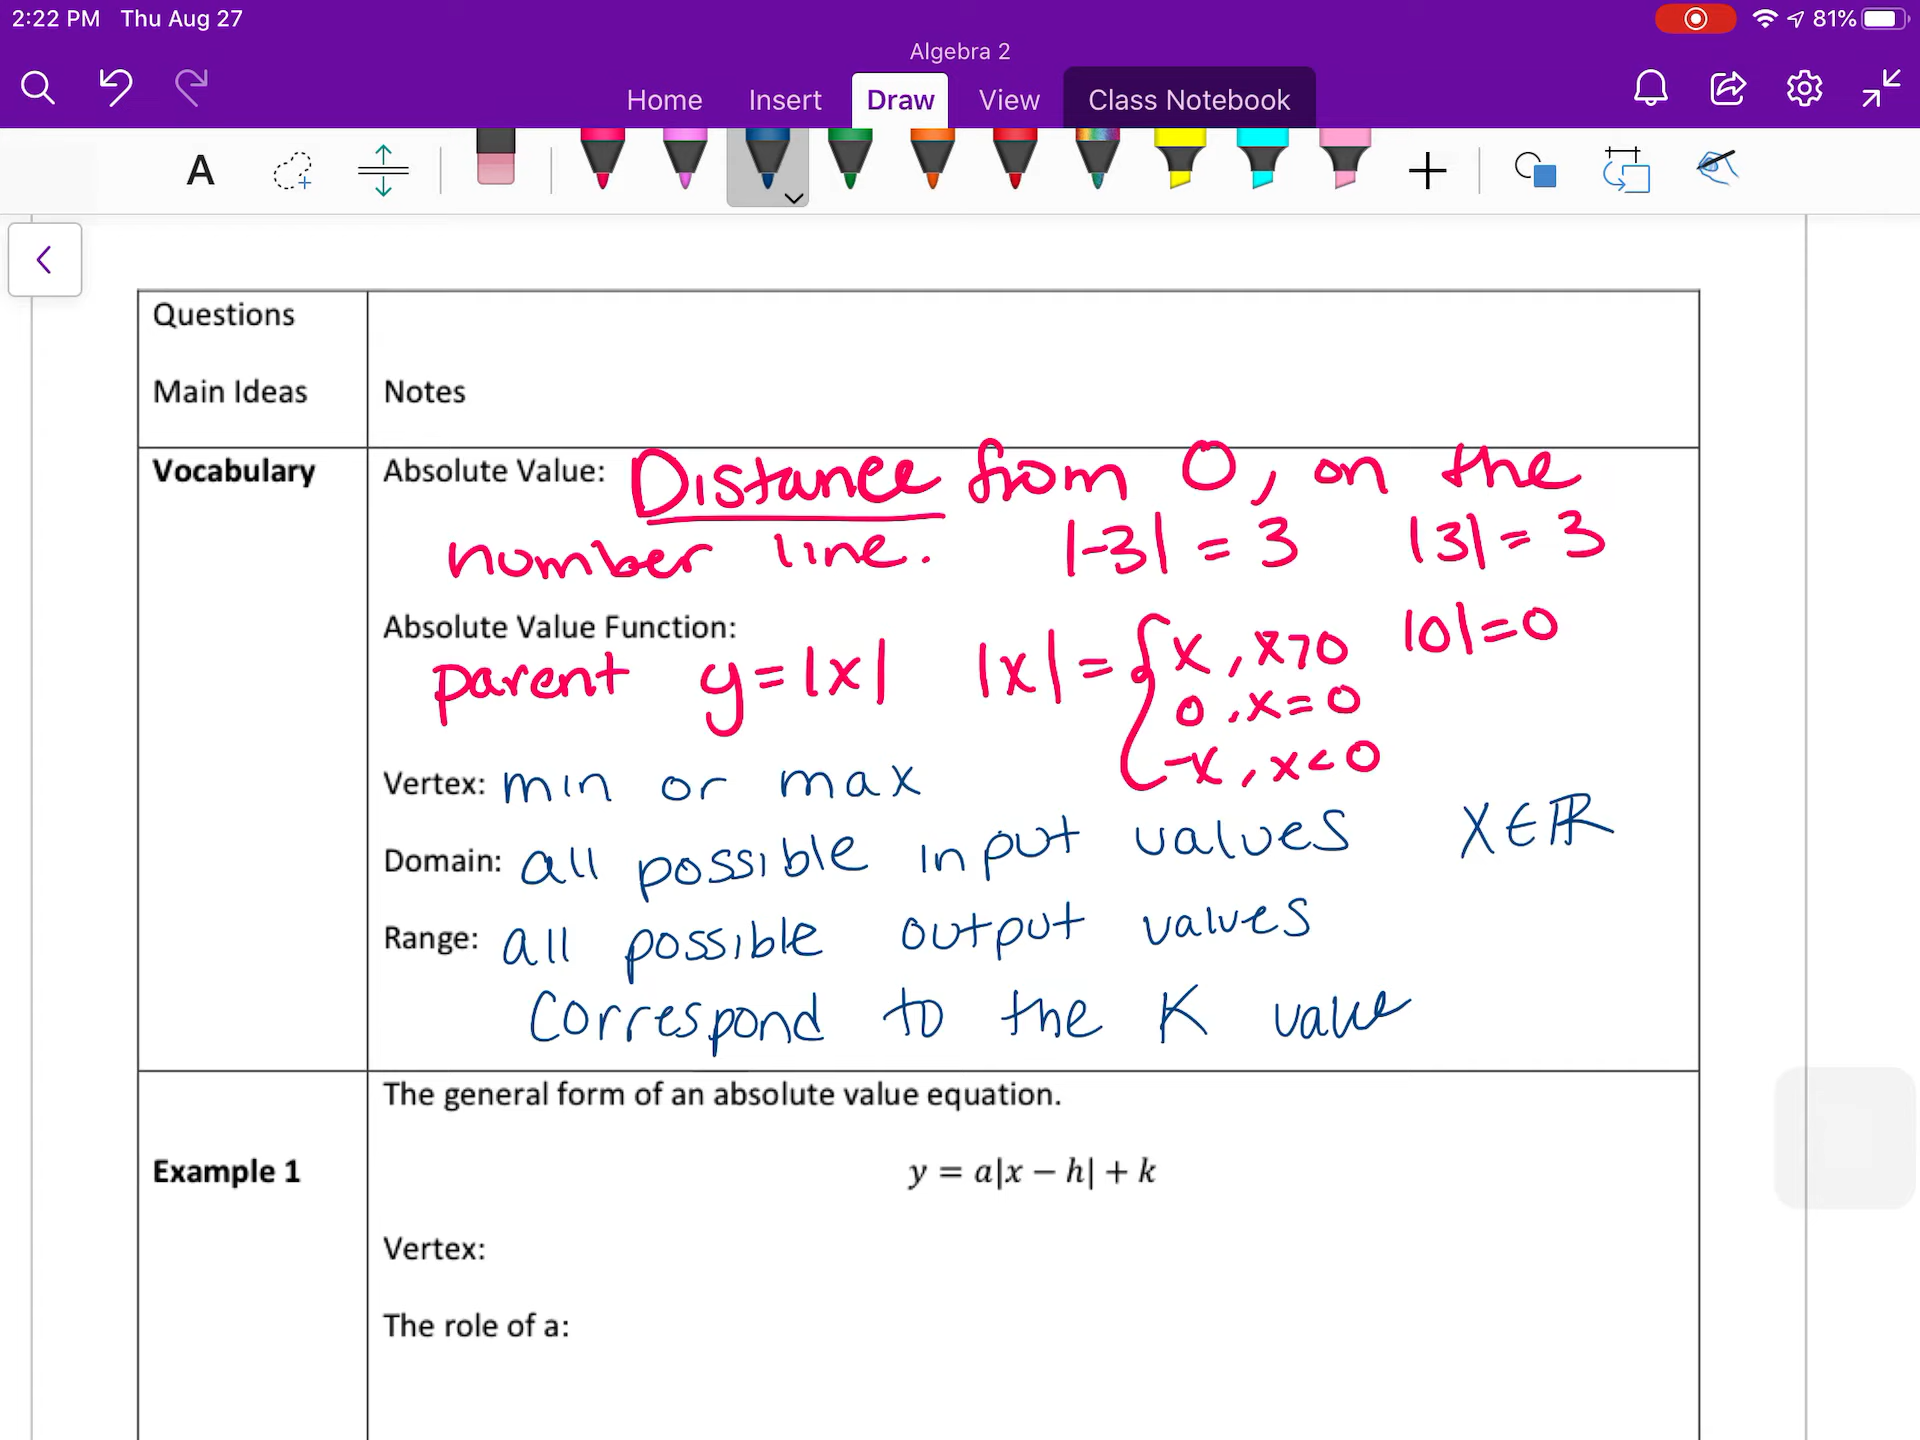 2:22 PM Thu Aug 27
81%
Algebra 2
Home Insert Draw View Class Notebook
A
Questions
Main Ideas Notes
Vocabulary Absolute Value: Distance from 0, on the
number line. |-3| = 3 |3| = 3
Absolute Value Function: |0|=0
parent y=|x| |x|={x, x>0
0, x=0
-x, x<0
Vertex: min or max
Domain: all possible input values x∈ℝ
Range: all possible output values
Correspond to the K value
The general form of an absolute value equation.
Example 1 y = a|x − h| + k
Vertex:
The role of a: